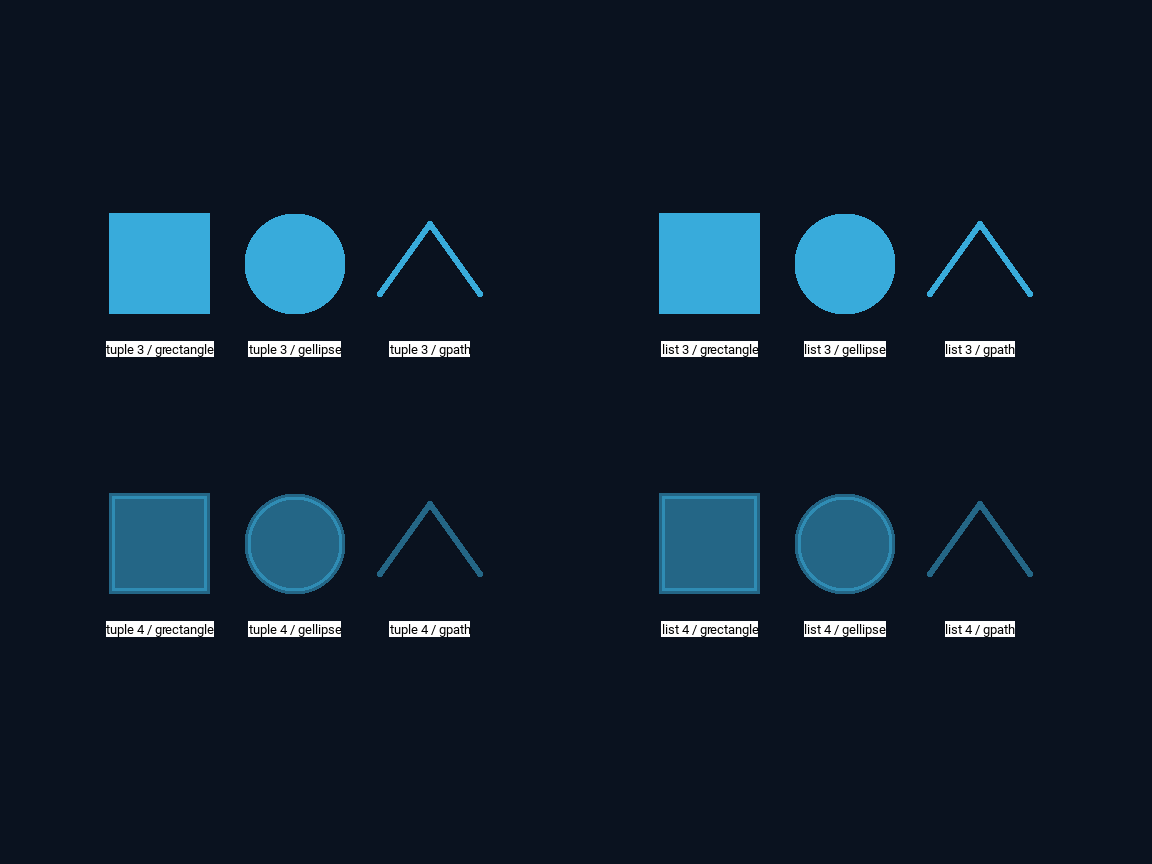 tuple 3 / grectangle
tuple 3 / gellipse
tuple 3 / gpath
list 3 / grectangle
list 3 / gellipse
list 3 / gpath
tuple 4 / grectangle
tuple 4 / gellipse
tuple 4 / gpath
list 4 / grectangle
list 4 / gellipse
list 4 / gpath